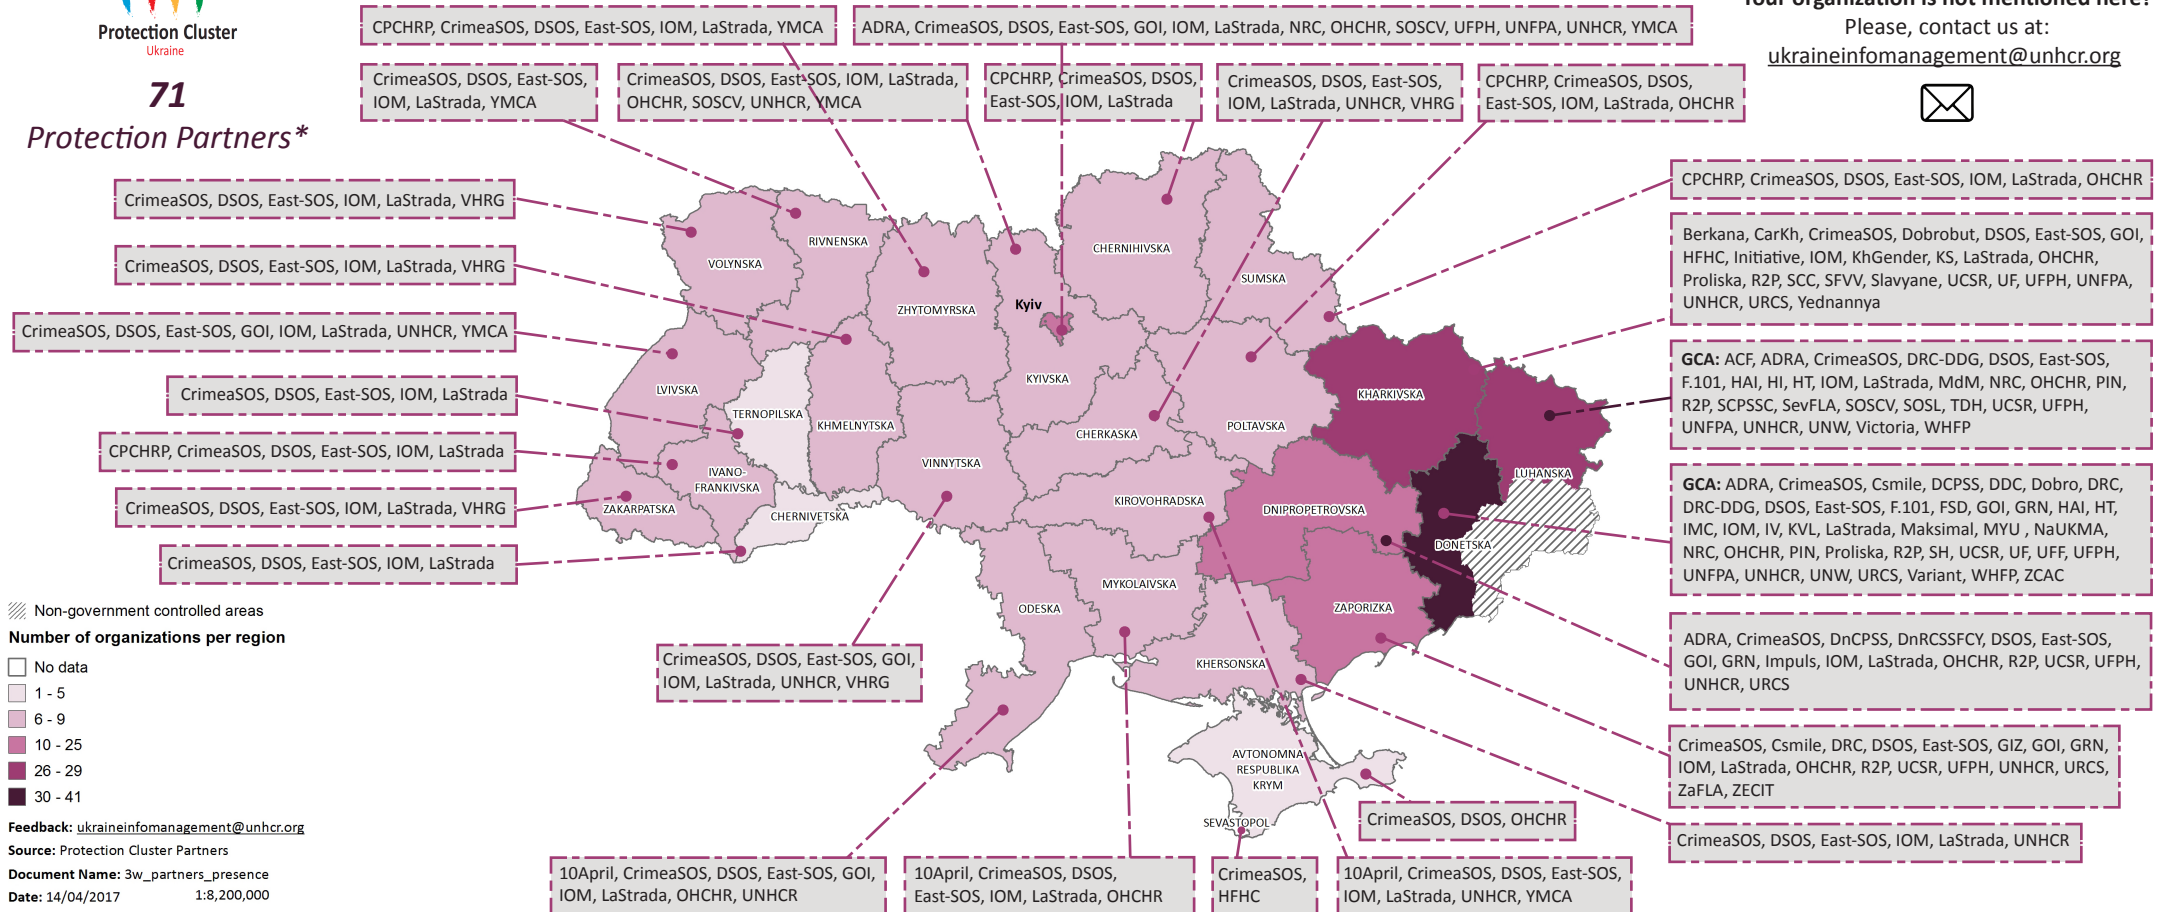 Protection Cluster
Ukraine
71
Protection Partners*
CPCHRP, CrimeaSOS, DSOS, East-SOS, IOM, LaStrada, YMCA
ADRA, CrimeaSOS, DSOS, East-SOS, GOI, IOM, LaStrada, NRC, OHCHR, SOSCV, UFPH, UNFPA, UNHCR, YMCA
Your organization is not mentioned here?
Please, contact us at:
ukraineinfomanagement@unhcr.org
CrimeaSOS, DSOS, East-SOS,
IOM, LaStrada, YMCA
CrimeaSOS, DSOS, East-SOS, IOM, LaStrada,
OHCHR, SOSCV, UNHCR, YMCA
CPCHRP, CrimeaSOS, DSOS,
East-SOS, IOM, LaStrada
CrimeaSOS, DSOS, East-SOS,
IOM, LaStrada, UNHCR, VHRG
CPCHRP, CrimeaSOS, DSOS,
East-SOS, IOM, LaStrada, OHCHR
CrimeaSOS, DSOS, East-SOS, IOM, LaStrada, VHRG
CrimeaSOS, DSOS, East-SOS, IOM, LaStrada, VHRG
CrimeaSOS, DSOS, East-SOS, GOI, IOM, LaStrada, UNHCR, YMCA
CrimeaSOS, DSOS, East-SOS, IOM, LaStrada
CPCHRP, CrimeaSOS, DSOS, East-SOS, IOM, LaStrada
CrimeaSOS, DSOS, East-SOS, IOM, LaStrada, VHRG
CrimeaSOS, DSOS, East-SOS, IOM, LaStrada
VOLYNSKA
RIVNENSKA
ZHYTOMYRSKA
Kyiv
CHERNIHIVSKA
SUMSKA
LVIVSKA
TERNOPILSKA
KHMELNYTSKA
KYIVSKA
CHERKASKA
POLTAVSKA
KHARKIVSKA
IVANO-
FRANKIVSKA
ZAKARPATSKA
CHERNIVETSKA
VINNYTSKA
KIROVOHRADSKA
DNIPROPETROVSKA
LUHANSKA
DONETSKA
ODESKA
MYKOLAIVSKA
ZAPORIZKA
KHERSONSKA
AVTONOMNA
RESPUBLIKA
KRYM
SEVASTOPOL
CPCHRP, CrimeaSOS, DSOS, East-SOS, IOM, LaStrada, OHCHR
Berkana, CarKh, CrimeaSOS, Dobrobut, DSOS, East-SOS, GOI,
HFHC, Initiative, IOM, KhGender, KS, LaStrada, OHCHR,
Proliska, R2P, SCC, SFVV, Slavyane, UCSR, UF, UFPH, UNFPA,
UNHCR, URCS, Yednannya
GCA: ACF, ADRA, CrimeaSOS, DRC-DDG, DSOS, East-SOS,
F.101, HAI, HI, HT, IOM, LaStrada, MdM, NRC, OHCHR, PIN,
R2P, SCPSSC, SevFLA, SOSCV, SOSL, TDH, UCSR, UFPH,
UNFPA, UNHCR, UNW, Victoria, WHFP
GCA: ADRA, CrimeaSOS, Csmile, DCPSS, DDC, Dobro, DRC,
DRC-DDG, DSOS, East-SOS, F.101, FSD, GOI, GRN, HAI, HT,
IMC, IOM, IV, KVL, LaStrada, Maksimal, MYU , NaUKMA,
NRC, OHCHR, PIN, Proliska, R2P, SH, UCSR, UF, UFF, UFPH,
UNFPA, UNHCR, UNW, URCS, Variant, WHFP, ZCAC
ADRA, CrimeaSOS, DnCPSS, DnRCSSFCY, DSOS, East-SOS,
GOI, GRN, Impuls, IOM, LaStrada, OHCHR, R2P, UCSR, UFPH,
UNHCR, URCS
CrimeaSOS, Csmile, DRC, DSOS, East-SOS, GIZ, GOI, GRN,
IOM, LaStrada, OHCHR, R2P, UCSR, UFPH, UNHCR, URCS,
ZaFLA, ZECIT
CrimeaSOS, DSOS, East-SOS, IOM, LaStrada, UNHCR
CrimeaSOS, DSOS, OHCHR
CrimeaSOS, DSOS, East-SOS, GOI,
IOM, LaStrada, UNHCR, VHRG
10April, CrimeaSOS, DSOS, East-SOS, GOI,
IOM, LaStrada, OHCHR, UNHCR
10April, CrimeaSOS, DSOS,
East-SOS, IOM, LaStrada, OHCHR
CrimeaSOS,
HFHC
10April, CrimeaSOS, DSOS, East-SOS,
IOM, LaStrada, UNHCR, YMCA
Non-government controlled areas
Number of organizations per region
No data
1 - 5
6 - 9
10 - 25
26 - 29
30 - 41
Feedback: ukraineinfomanagement@unhcr.org
Source: Protection Cluster Partners
Document Name: 3w_partners_presence
Date: 14/04/2017 1:8,200,000